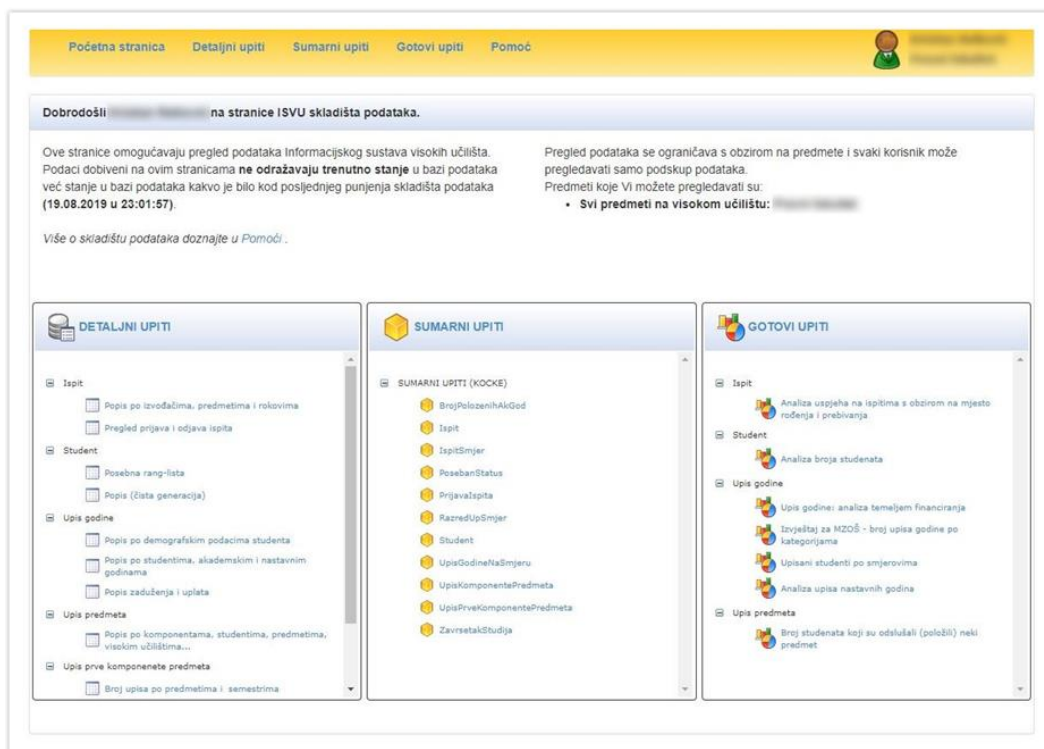 Početna stranica Detaljni upiti Sumarni upiti Gotovi upiti Pomoć
Dobrodošli na stranice ISVU skladišta podataka.
Ove stranice omogućavaju pregled podataka Informacijskog sustava visokih učilišta.
Podaci dobiveni na ovim stranicama ne odražavaju trenutno stanje u bazi podataka
već stanje u bazi podataka kakvo je bilo kod posljednjeg punjenja skladišta podataka
(19.08.2019 u 23:01:57).
Više o skladištu podataka doznajte u Pomoći .
Pregled podataka se ograničava s obzirom na predmete i svaki korisnik može
pregledavati samo podskup podataka.
Predmeti koje Vi možete pregledavati su:
• Svi predmeti na visokom učilištu:
DETALJNI UPITI
Ispit
Popis po izvođačima, predmetima i rokovima
Pregled prijava i odjava ispita
Student
Posebna rang-lista
Popis (čista generacija)
Upis godine
Popis po demografskim podacima studenta
Popis po studentima, akademskim i nastavnim
godinama
Popis zaduženja i uplata
Upis predmeta
Popis po komponentama, studentima, predmetima,
visokim učilištima...
Upis prve komponenete predmeta
Broj upisa po predmetima i semestrima
SUMARNI UPITI
SUMARNI UPITI (KOCKE)
BrojPolozenihAkGod
Ispit
IspitSmjer
PosebanStatus
PrijavaIspita
RazredUpSmjer
Student
UpisGodineNaSmjeru
UpisKomponentePredmeta
UpisPrveKomponentePredmeta
ZavrsetakStudija
GOTOVI UPITI
Ispit
Analiza uspjeha na ispitima s obzirom na mjesto
rođenja i prebivanja
Student
Analiza broja studenata
Upis godine
Upis godine: analiza temeljem financiranja
Izvještaj za MZOŠ - broj upisa godine po
kategorijama
Upisani studenti po smjerovima
Analiza upisa nastavnih godina
Upis predmeta
Broj studenata koji su odslušali (položili) neki
predmet